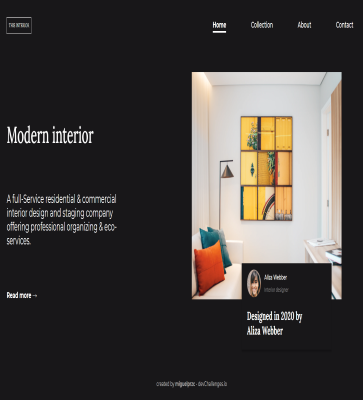 THE INTERIOR
Home
Collection
About
Contact
Modern interior
A full-Service residential & commercial
interior design and staging company
offering professional organizing & eco-
services.
Read more →
Aliza Webber
Interior designer
Designed in 2020 by
Aliza Webber
created by miguelprzc - devChallenges.io